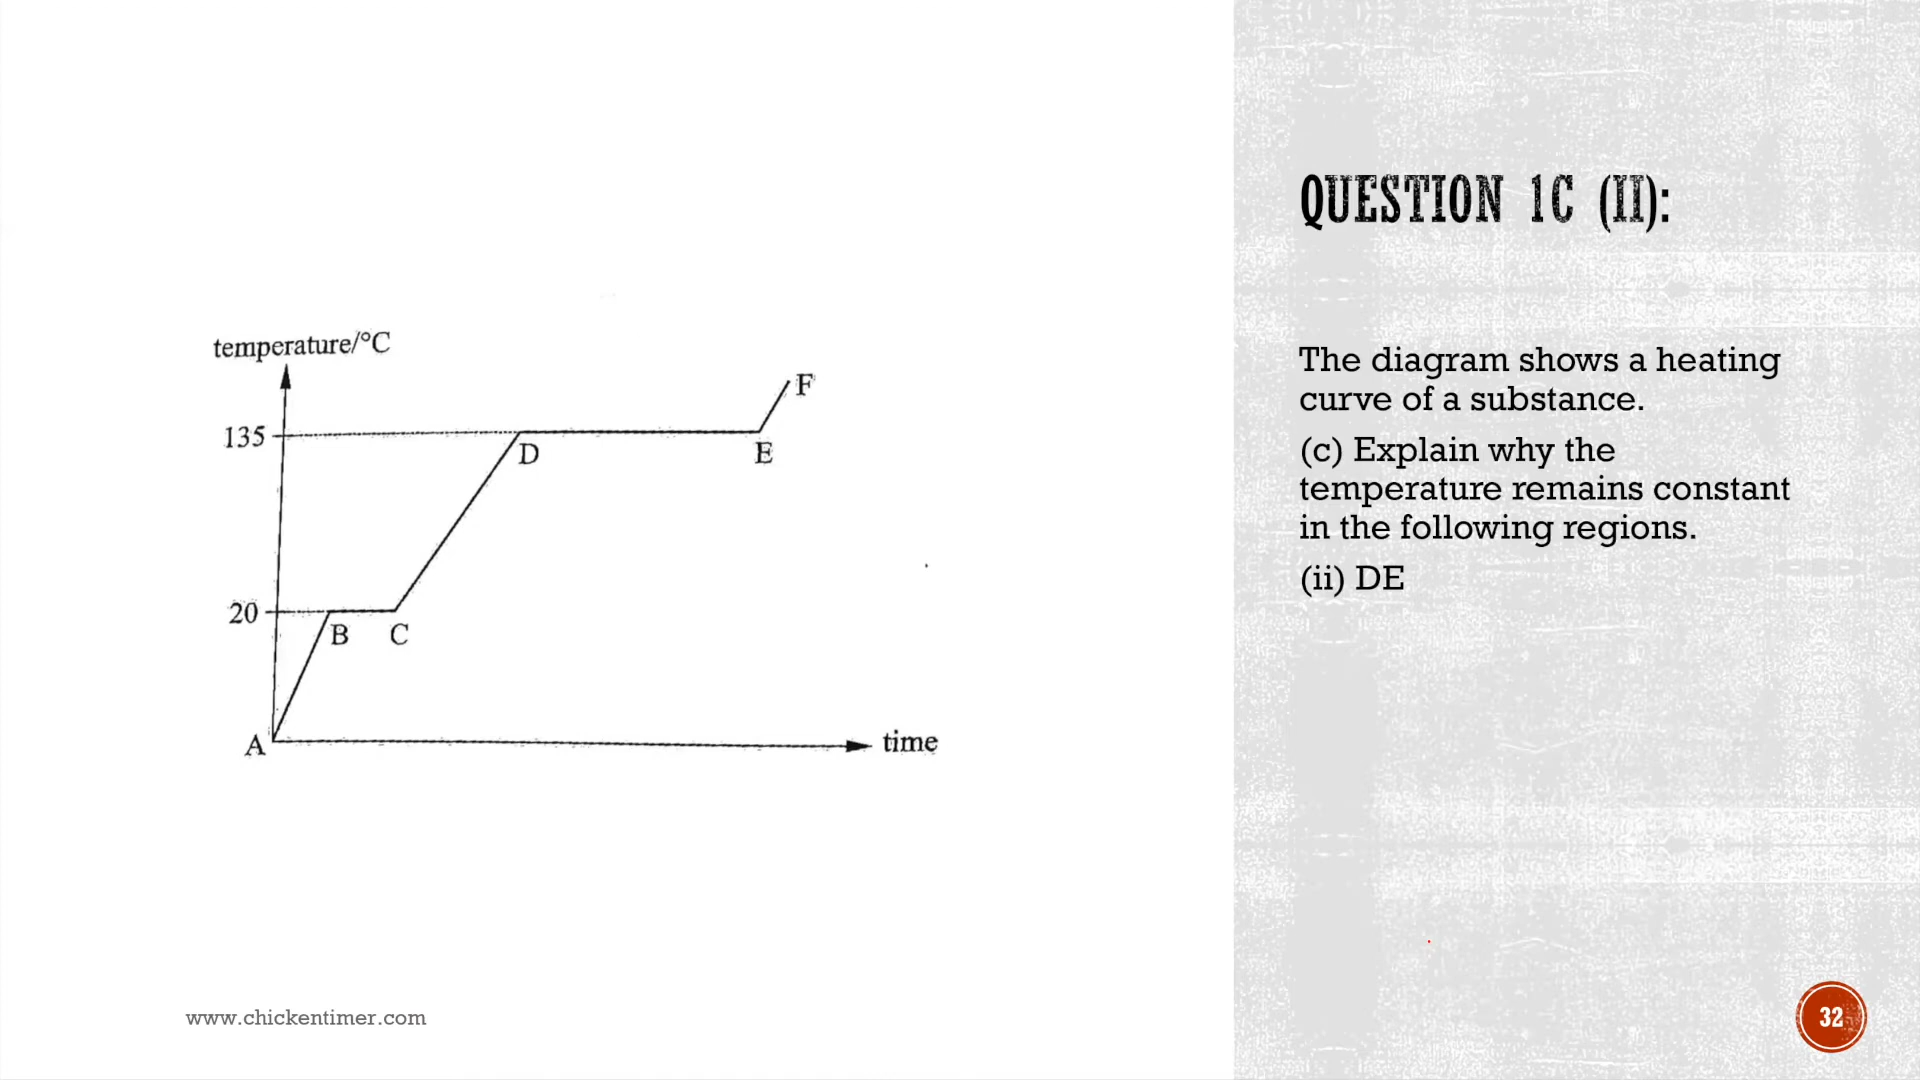 temperature/°C
F
135
D
E
20
B
C
A
time
www.chickentimer.com
QUESTION 1C (II):
The diagram shows a heating
curve of a substance.
(c) Explain why the
temperature remains constant
in the following regions.
(ii) DE
32